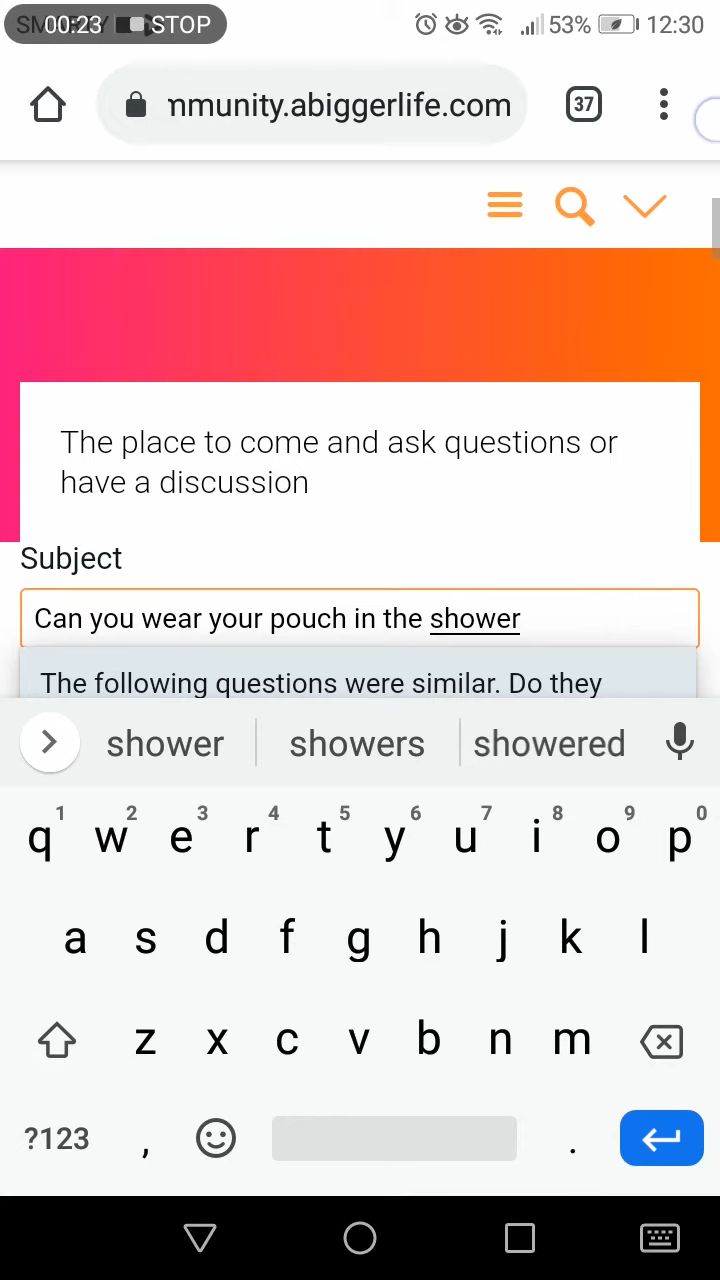 00:23 STOP 53% 12:30
mmunity.abiggerlife.com 37
The place to come and ask questions or
have a discussion
Subject
Can you wear your pouch in the shower
The following questions were similar. Do they
shower showers showered
1 2 3 4 5 6 7 8 9 0
q w e r t y u i o p
a s d f g h j k l
z x c v b n m
?123 , .